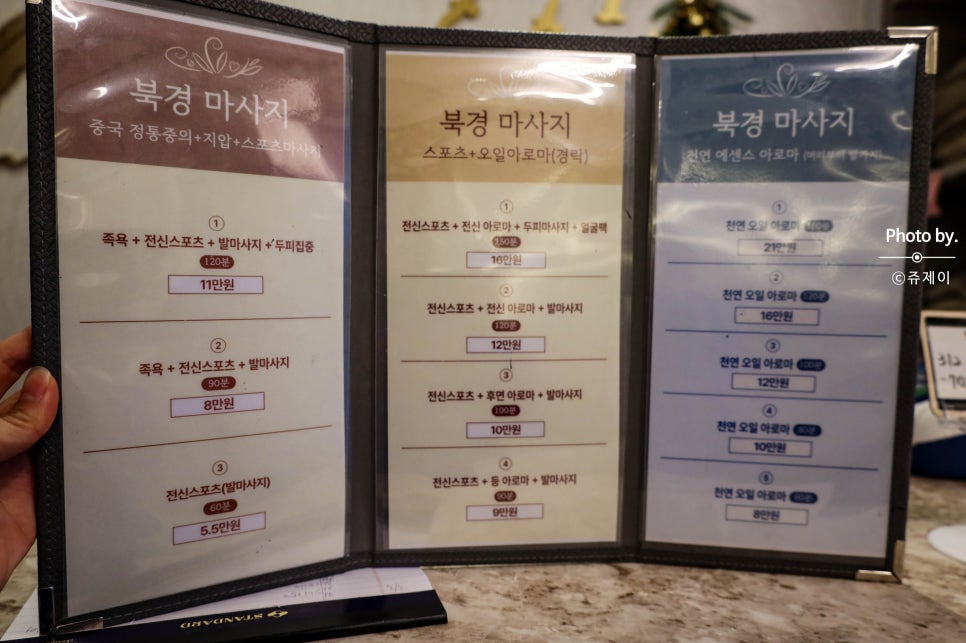 북경 마사지
중국 정통중의+지압+스포츠마사지
①
족욕 + 전신스포츠 + 발마사지 + 두피집중
120분
11만원
②
족욕 + 전신스포츠 + 발마사지
90분
8만원
③
전신스포츠(발마사지)
60분
5.5만원
북경 마사지
스포츠+오일아로마(경락)
①
전신스포츠 + 전신 아로마 + 두피마사지 + 얼굴팩
150분
16만원
②
전신스포츠 + 전신 아로마 + 발마사지
120분
12만원
③
전신스포츠 + 후면 아로마 + 발마사지
100분
10만원
④
전신스포츠 + 등 아로마 + 발마사지
90분
9만원
북경 마사지
천연 에센스 아로마 (머리부터 발까지)
①
천연 오일 아로마
21만원
②
천연 오일 아로마 120분
16만원
③
천연 오일 아로마 100분
12만원
④
천연 오일 아로마 80분
10만원
⑤
천연 오일 아로마 60분
8만원
Photo by.
ⓒ쥬제이
STANDARD